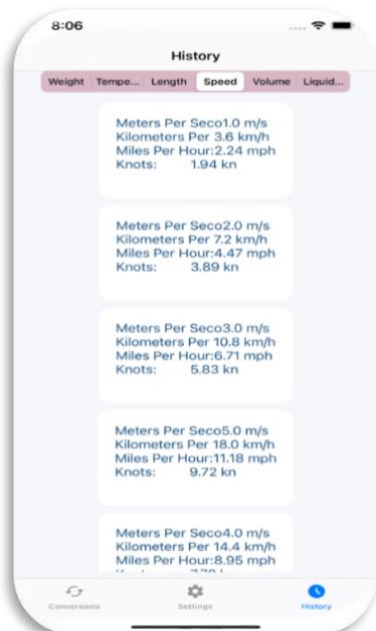 8:06
History
Weight Tempe... Length Speed Volume Liquid...
Meters Per Seco1.0 m/s
Kilometers Per 3.6 km/h
Miles Per Hour:2.24 mph
Knots: 1.94 kn
Meters Per Seco2.0 m/s
Kilometers Per 7.2 km/h
Miles Per Hour:4.47 mph
Knots: 3.89 kn
Meters Per Seco3.0 m/s
Kilometers Per 10.8 km/h
Miles Per Hour:6.71 mph
Knots: 5.83 kn
Meters Per Seco5.0 m/s
Kilometers Per 18.0 km/h
Miles Per Hour:11.18 mph
Knots: 9.72 kn
Meters Per Seco4.0 m/s
Kilometers Per 14.4 km/h
Miles Per Hour:8.95 mph
Conversions Settings History